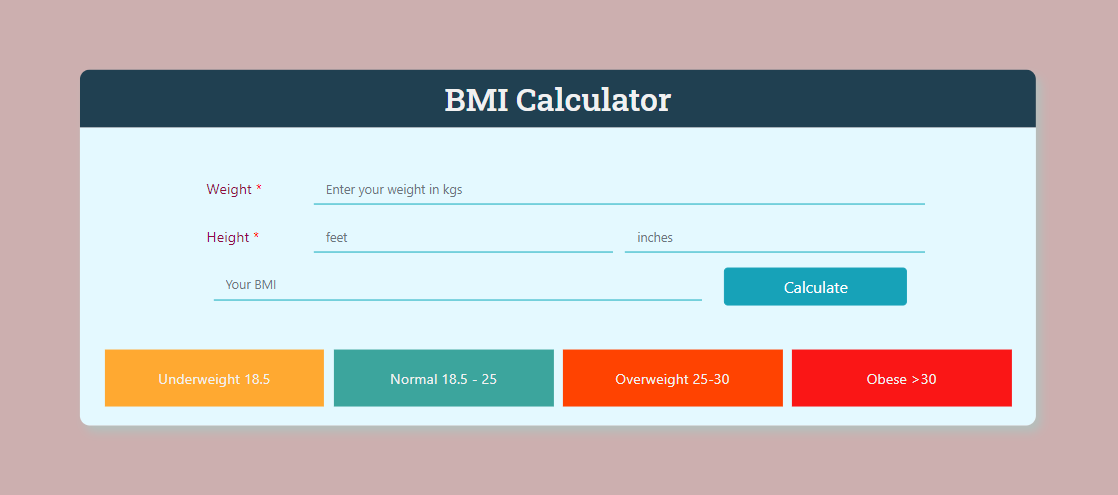 BMI Calculator
Weight *
Enter your weight in kgs
Height *
feet
inches
Your BMI
Calculate
Underweight 18.5
Normal 18.5 - 25
Overweight 25-30
Obese >30